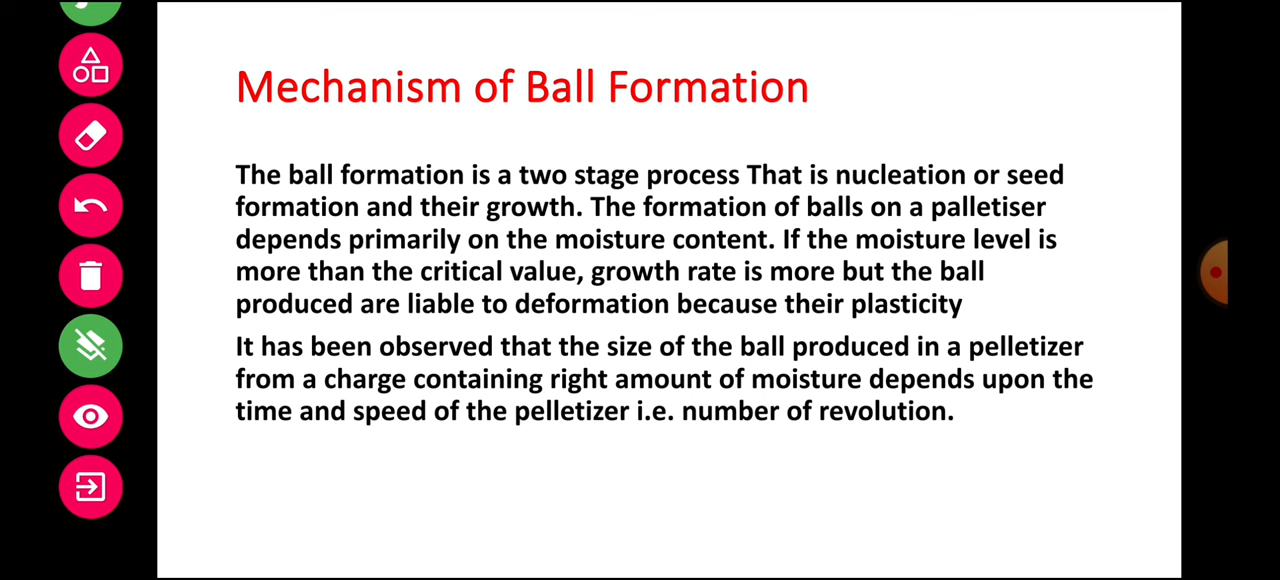 Mechanism of Ball Formation
The ball formation is a two stage process That is nucleation or seed
formation and their growth. The formation of balls on a palletiser
depends primarily on the moisture content. If the moisture level is
more than the critical value, growth rate is more but the ball
produced are liable to deformation because their plasticity
It has been observed that the size of the ball produced in a pelletizer
from a charge containing right amount of moisture depends upon the
time and speed of the pelletizer i.e. number of revolution.